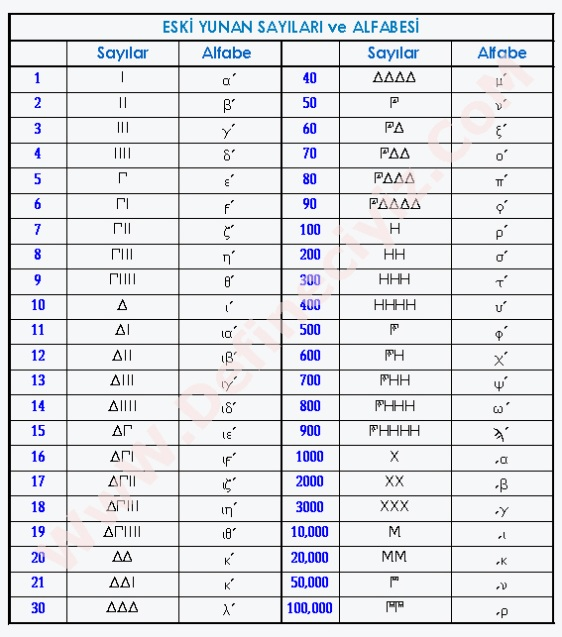 ESKİ YUNAN SAYILARI ve ALFABESİ
Sayılar Alfabe Sayılar Alfabe
1 Ι α´ 40 ΔΔΔΔ μ´
2 ΙΙ β´ 50 𐅄 ν´
3 ΙΙΙ γ´ 60 𐅄Δ ξ´
4 ΙΙΙΙ δ´ 70 𐅄ΔΔ ο´
5 Γ ε´ 80 𐅄ΔΔΔ π´
6 ΓΙ ϝ´ 90 𐅄ΔΔΔΔ ϙ´
7 ΓΙΙ ζ´ 100 Η ρ´
8 ΓΙΙΙ η´ 200 ΗΗ σ´
9 ΓΙΙΙΙ θ´ 300 ΗΗΗ τ´
10 Δ ι´ 400 ΗΗΗΗ υ´
11 ΔΙ ια´ 500 𐅅 φ´
12 ΔΙΙ ιβ´ 600 𐅅Η χ´
13 ΔΙΙΙ ιγ´ 700 𐅅ΗΗ ψ´
14 ΔΙΙΙΙ ιδ´ 800 𐅅ΗΗΗ ω´
15 ΔΓ ιε´ 900 𐅅ΗΗΗΗ ϡ´
16 ΔΓΙ ιϝ´ 1000 Χ ͵α
17 ΔΓΙΙ ιζ´ 2000 ΧΧ ͵β
18 ΔΓΙΙΙ ιη´ 3000 ΧΧΧ ͵γ
19 ΔΓΙΙΙΙ ιθ´ 10,000 Μ ͵ι
20 ΔΔ κ´ 20,000 ΜΜ ͵κ
21 ΔΔΙ κ´ 50,000 𐅇 ͵ν
30 ΔΔΔ λ´ 100,000 𐅇𐅇 ͵ρ
WwW.Defineciyiz.CoM